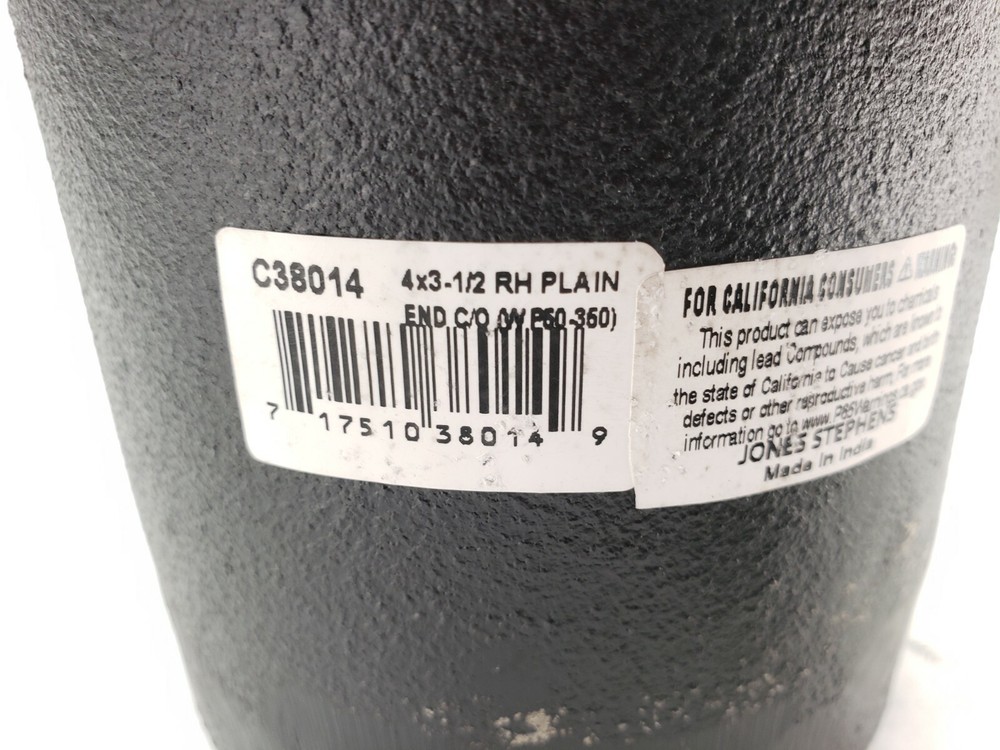 C38014 4x3-1/2 RH PLAIN
END C/O (W P50-350)
7 17510 38014 9
FOR CALIFORNIA CONSUMERS ⚠ WARNING
This product can expose you to chemicals
including lead Compounds, which are known to
the state of California to Cause cancer and birth
defects or other reproductive harm. For more
information go to www. P65Warnings.ca.gov
JONES STEPHENS
Made In India